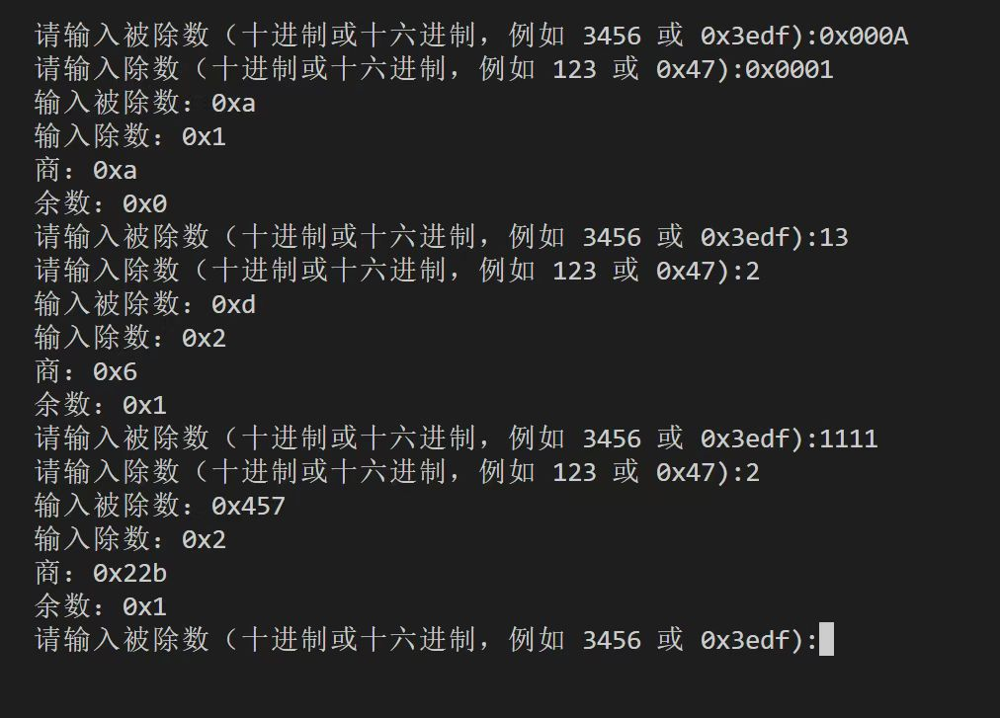 请输入被除数（十进制或十六进制，例如 3456 或 0x3edf):0x000A
请输入除数（十进制或十六进制，例如 123 或 0x47):0x0001
输入被除数：0xa
输入除数：0x1
商：0xa
余数：0x0
请输入被除数（十进制或十六进制，例如 3456 或 0x3edf):13
请输入除数（十进制或十六进制，例如 123 或 0x47):2
输入被除数：0xd
输入除数：0x2
商：0x6
余数：0x1
请输入被除数（十进制或十六进制，例如 3456 或 0x3edf):1111
请输入除数（十进制或十六进制，例如 123 或 0x47):2
输入被除数：0x457
输入除数：0x2
商：0x22b
余数：0x1
请输入被除数（十进制或十六进制，例如 3456 或 0x3edf):